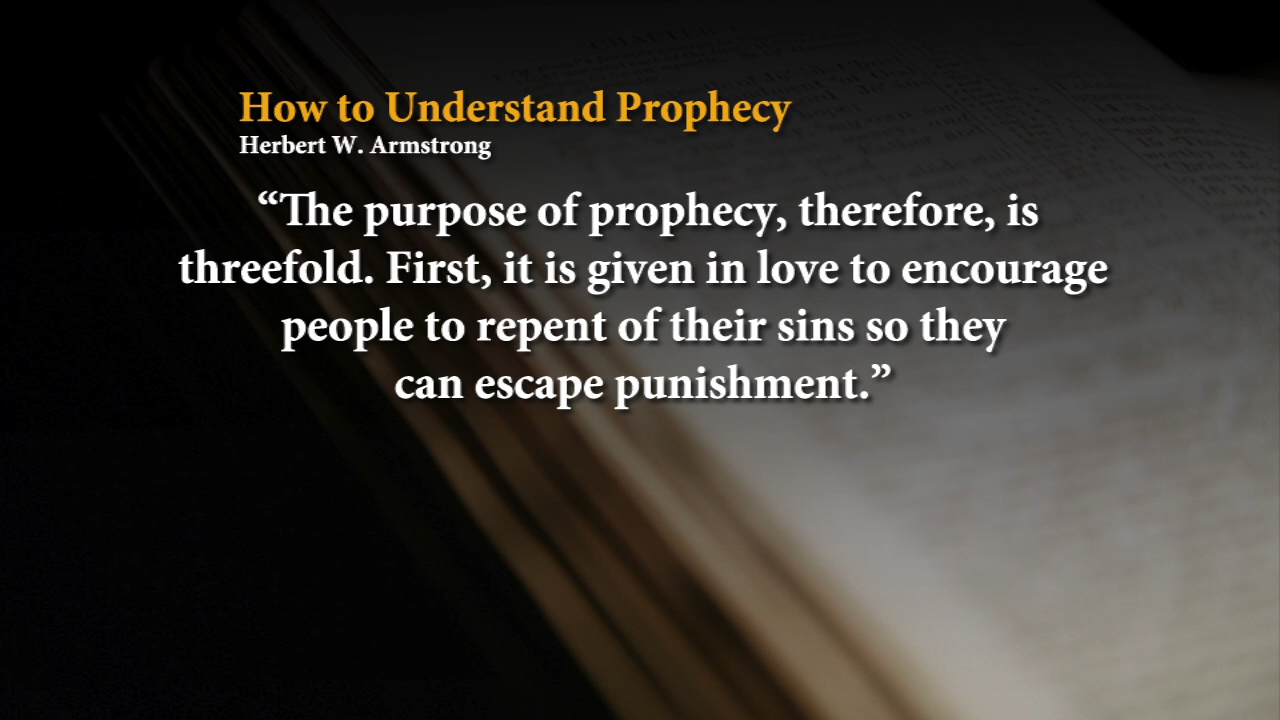 How to Understand Prophecy
Herbert W. Armstrong
“The purpose of prophecy, therefore, is
threefold. First, it is given in love to encourage
people to repent of their sins so they
can escape punishment.”